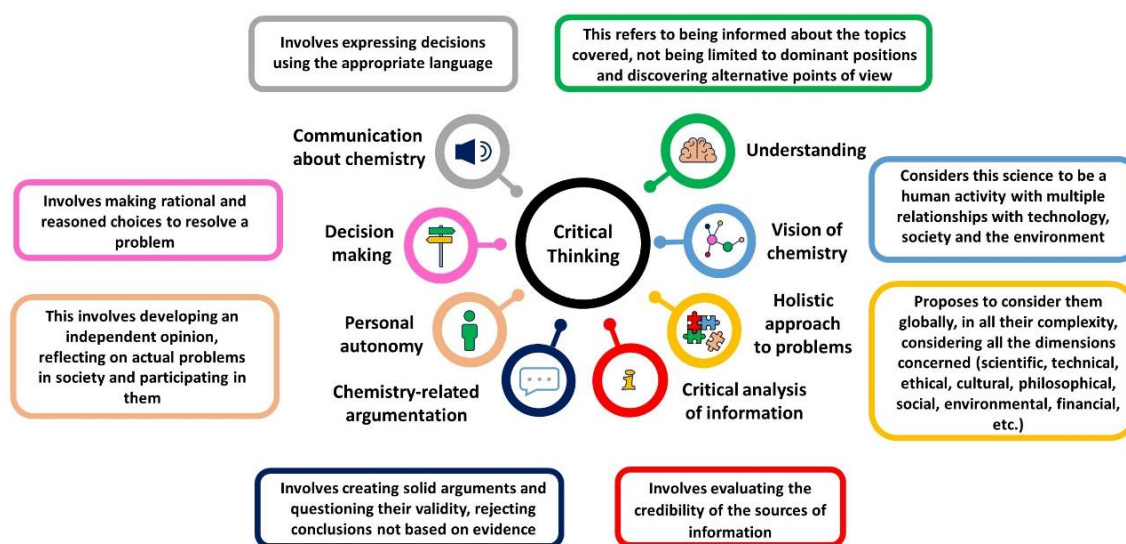 Involves expressing decisions
using the appropriate language
This refers to being informed about the topics
covered, not being limited to dominant positions
and discovering alternative points of view
Communication
about chemistry
Understanding
Involves making rational and
reasoned choices to resolve a
problem
Decision
making
Critical
Thinking
Vision of
chemistry
Considers this science to be a
human activity with multiple
relationships with technology,
society and the environment
This involves developing an
independent opinion,
reflecting on actual problems
in society and participating in
them
Personal
autonomy
Holistic
approach
to problems
Proposes to consider them
globally, in all their complexity,
considering all the dimensions
concerned (scientific, technical,
ethical, cultural, philosophical,
social, environmental, financial,
etc.)
Chemistry-related
argumentation
i
Critical analysis
of information
Involves creating solid arguments and
questioning their validity, rejecting
conclusions not based on evidence
Involves evaluating the
credibility of the sources of
information